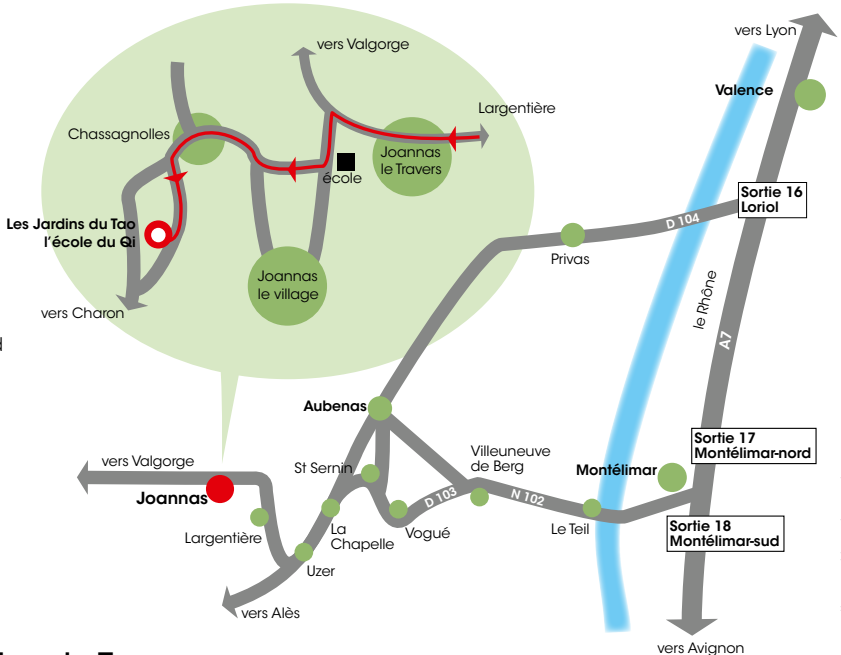 vers Lyon
vers Valgorge
Valence
Largentière
Chassagnolles
Joannas
le Travers
école
Sortie 16
Loriol
Les Jardins du Tao
l'école du Qi
D 104
Privas
Joannas
le village
le Rhône
vers Charon
A7
Aubenas
Sortie 17
Montélimar-nord
Villeuneuve
de Berg
vers Valgorge
St Sernin
Montélimar
Joannas
D 103
N 102
Sortie 18
Montélimar-sud
Largentière
La
Chapelle
Vogué
Le Teil
Uzer
vers Alès
vers Avignon